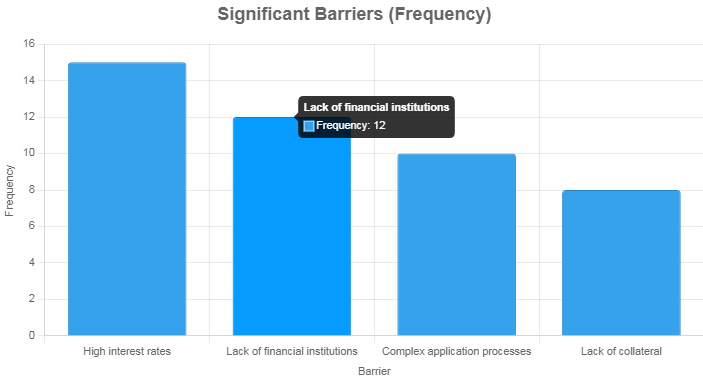 Significant Barriers (Frequency)
16
14
12
10
8
6
4
2
0
Frequency
Lack of financial institutions
Frequency: 12
High interest rates
Lack of financial institutions
Complex application processes
Lack of collateral
Barrier